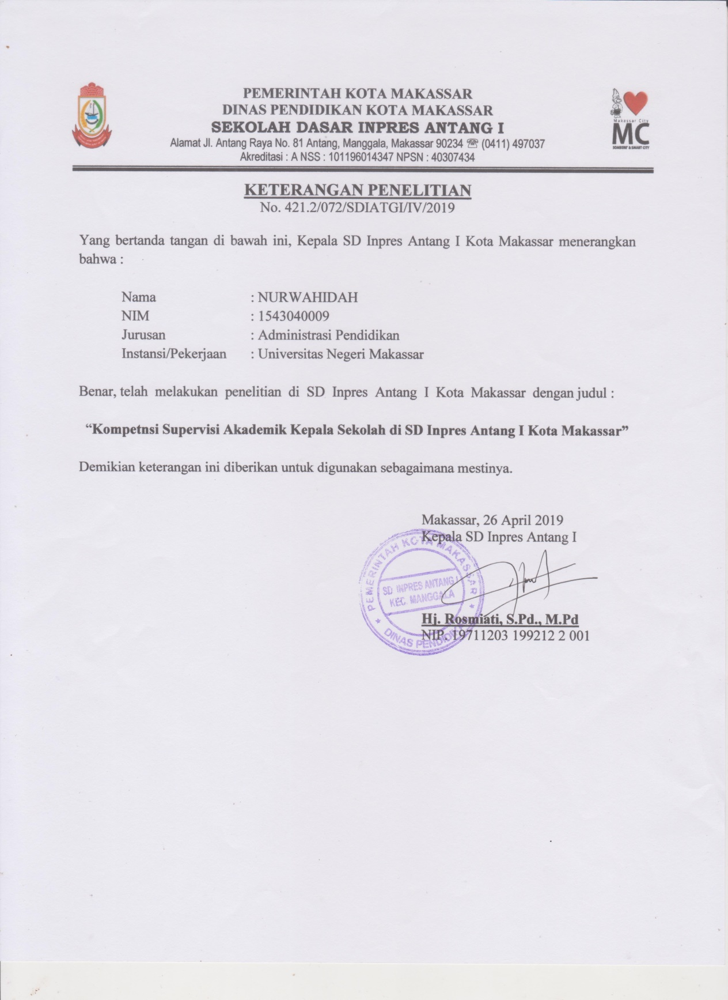 PEMERINTAH KOTA MAKASSAR
DINAS PENDIDIKAN KOTA MAKASSAR
SEKOLAH DASAR INPRES ANTANG I
Alamat Jl. Antang Raya No. 81 Antang, Manggala, Makassar 90234 ☏ (0411) 497037
Akreditasi : A NSS : 101196014347 NPSN : 40307434
Makassar City
MC
SOMBERE' & SMART CITY
KETERANGAN PENELITIAN
No. 421.2/072/SDIATGI/IV/2019
Yang bertanda tangan di bawah ini, Kepala SD Inpres Antang I Kota Makassar menerangkan
bahwa :
Nama : NURWAHIDAH
NIM : 1543040009
Jurusan : Administrasi Pendidikan
Instansi/Pekerjaan : Universitas Negeri Makassar
Benar, telah melakukan penelitian di SD Inpres Antang I Kota Makassar dengan judul :
“Kompetnsi Supervisi Akademik Kepala Sekolah di SD Inpres Antang I Kota Makassar”
Demikian keterangan ini diberikan untuk digunakan sebagaimana mestinya.
Makassar, 26 April 2019
Kepala SD Inpres Antang I
PEMERINTAH KOTA MAKASSAR
SD. INPRES ANTANG I
KEC. MANGGALA
DINAS PENDIDIKAN
Hj. Rosmiati, S.Pd., M.Pd
NIP. 19711203 199212 2 001